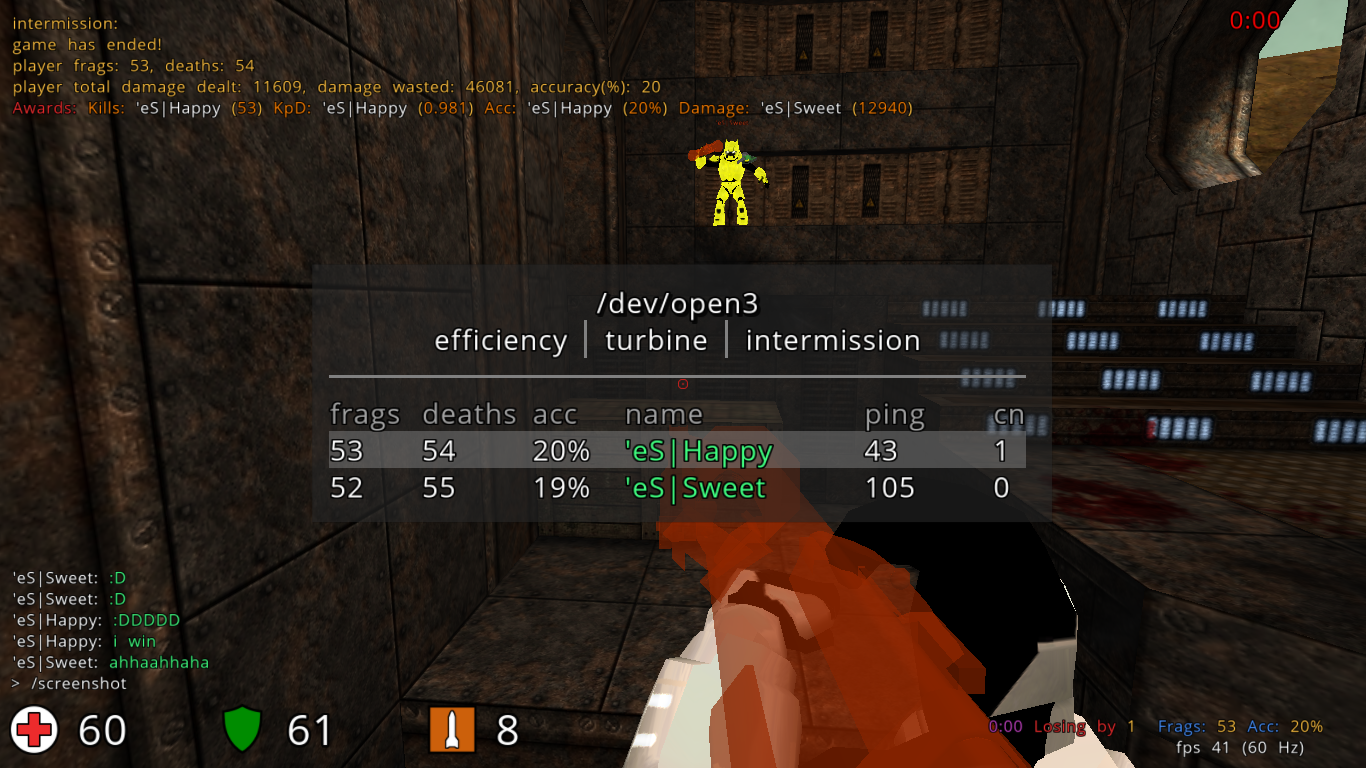 intermission:
game has ended!
player frags: 53, deaths: 54
player total damage dealt: 11609, damage wasted: 46081, accuracy(%): 20
Awards: Kills: 'eS|Happy (53) KpD: 'eS|Happy (0.981) Acc: 'eS|Happy (20%) Damage: 'eS|Sweet (12940)
0:00
/dev/open3
efficiency | turbine | intermission
frags deaths acc name ping cn
53 54 20% 'eS|Happy 43 1
52 55 19% 'eS|Sweet 105 0
'eS|Sweet: :D
'eS|Sweet: :D
'eS|Happy: :DDDDD
'eS|Happy: i win
'eS|Sweet: ahhaahhaha
> /screenshot
60 61 8
0:00 Losing by 1 Frags: 53 Acc: 20%
fps 41 (60 Hz)